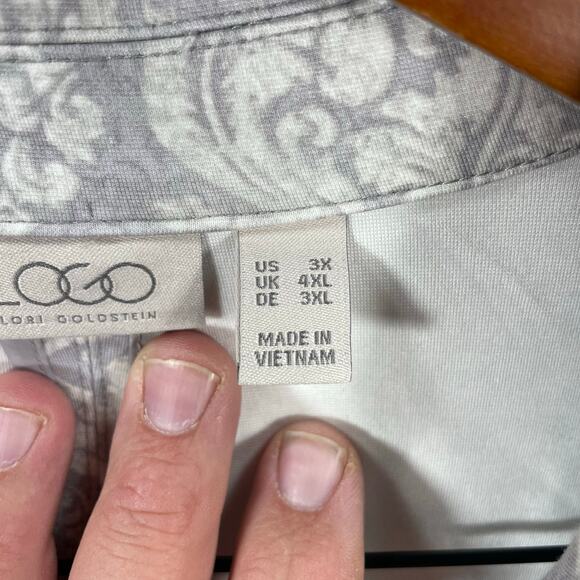 LOGO
LORI GOLDSTEIN
US 3X
UK 4XL
DE 3XL
MADE IN
VIETNAM